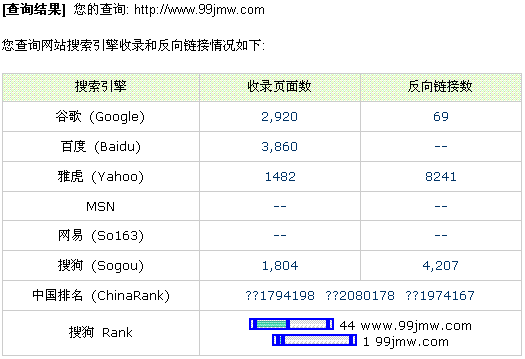 [查询结果] 您的查询: http://www.99jmw.com
您查询网站搜索引擎收录和反向链接情况如下:
搜索引擎 收录页面数 反向链接数
谷歌 (Google) 2,920 69
百度 (Baidu) 3,860 --
雅虎 (Yahoo) 1482 8241
MSN -- --
网易 (So163) -- --
搜狗 (Sogou) 1,804 4,207
中国排名 (ChinaRank) ??1794198 ??2080178 ??1974167
搜狗 Rank 44 www.99jmw.com
1 99jmw.com